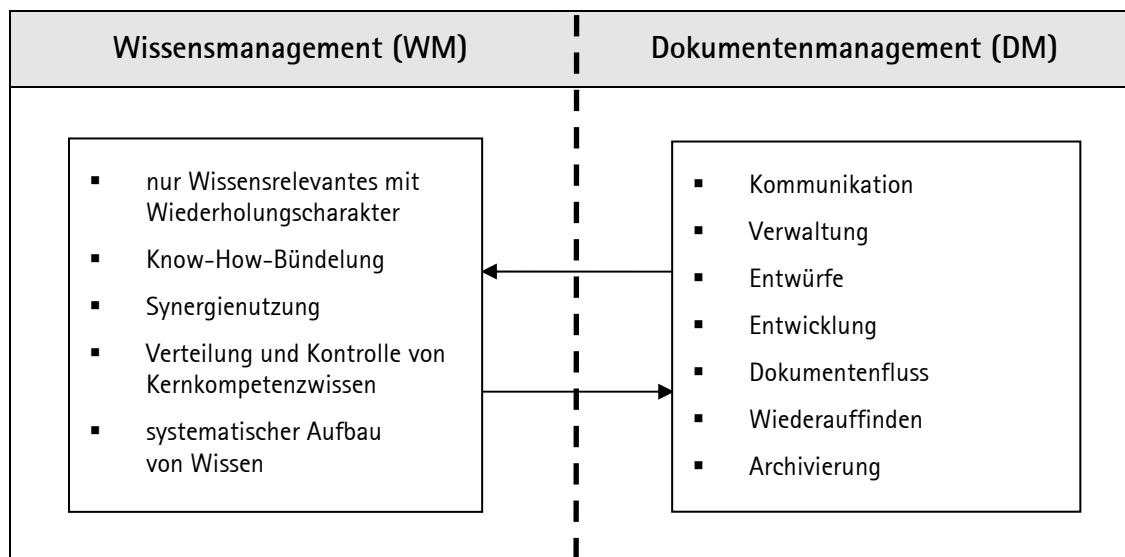 Wissensmanagement (WM)
Dokumentenmanagement (DM)
▪ nur Wissensrelevantes mit
Wiederholungscharakter
▪ Know-How-Bündelung
▪ Synergienutzung
▪ Verteilung und Kontrolle von
Kernkompetenzwissen
▪ systematischer Aufbau
von Wissen
▪ Kommunikation
▪ Verwaltung
▪ Entwürfe
▪ Entwicklung
▪ Dokumentenfluss
▪ Wiederauffinden
▪ Archivierung